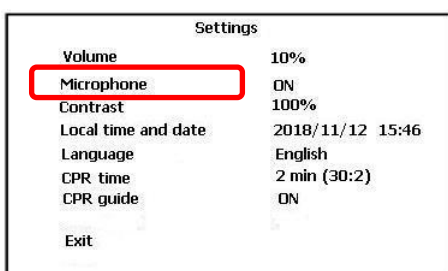 Settings
Volume 10%
Microphone ON
Contrast 100%
Local time and date 2018/11/12 15:46
Language English
CPR time 2 min (30:2)
CPR guide ON
Exit